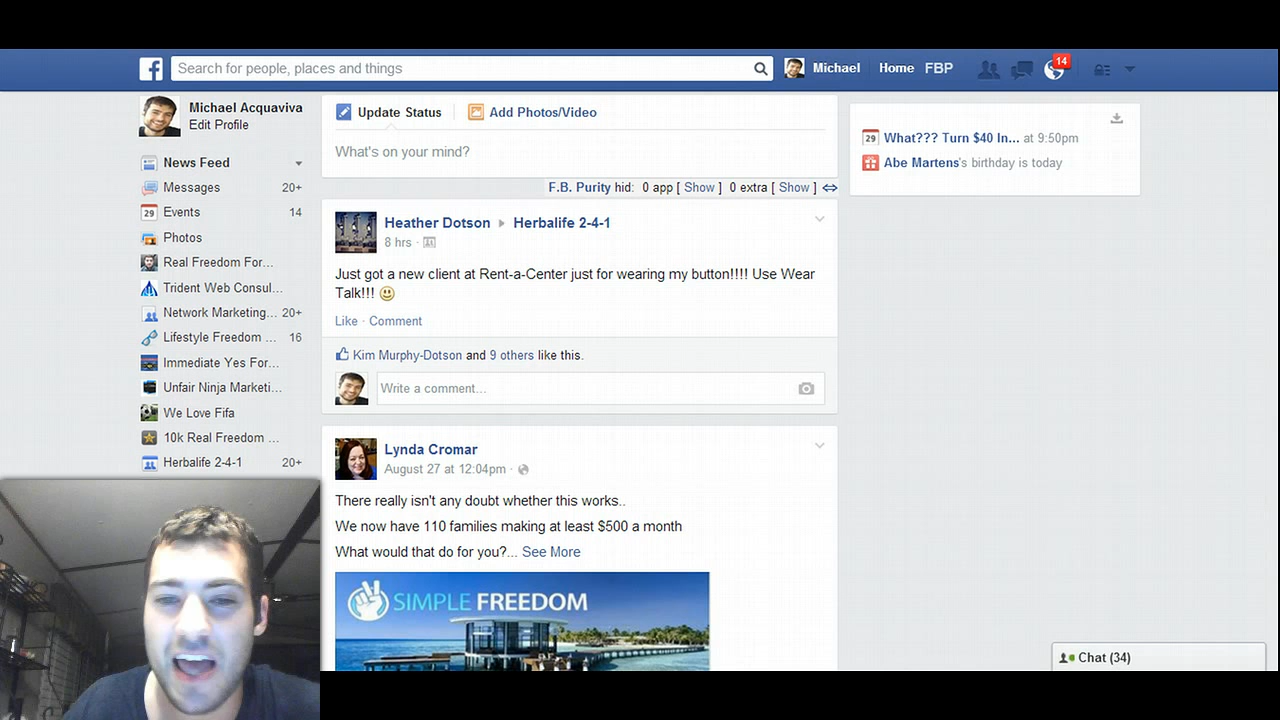 Search for people, places and things
Michael Home FBP 14
Michael Acquaviva
Edit Profile
News Feed
Messages 20+
29 Events 14
Photos
Real Freedom For...
Trident Web Consul...
Network Marketing... 20+
Lifestyle Freedom ... 16
Immediate Yes For...
Unfair Ninja Marketi...
We Love Fifa
10k Real Freedom ...
Herbalife 2-4-1 20+
Update Status Add Photos/Video
What's on your mind?
F.B. Purity hid: 0 app [ Show ] 0 extra [ Show ]
Heather Dotson Herbalife 2-4-1
8 hrs ·
Just got a new client at Rent-a-Center just for wearing my button!!!! Use Wear
Talk!!!
Like · Comment
Kim Murphy-Dotson and 9 others like this.
Write a comment...
Lynda Cromar
August 27 at 12:04pm ·
There really isn't any doubt whether this works..
We now have 110 families making at least $500 a month
What would that do for you?... See More
SIMPLE FREEDOM
29 What??? Turn $40 In... at 9:50pm
Abe Martens's birthday is today
Chat (34)